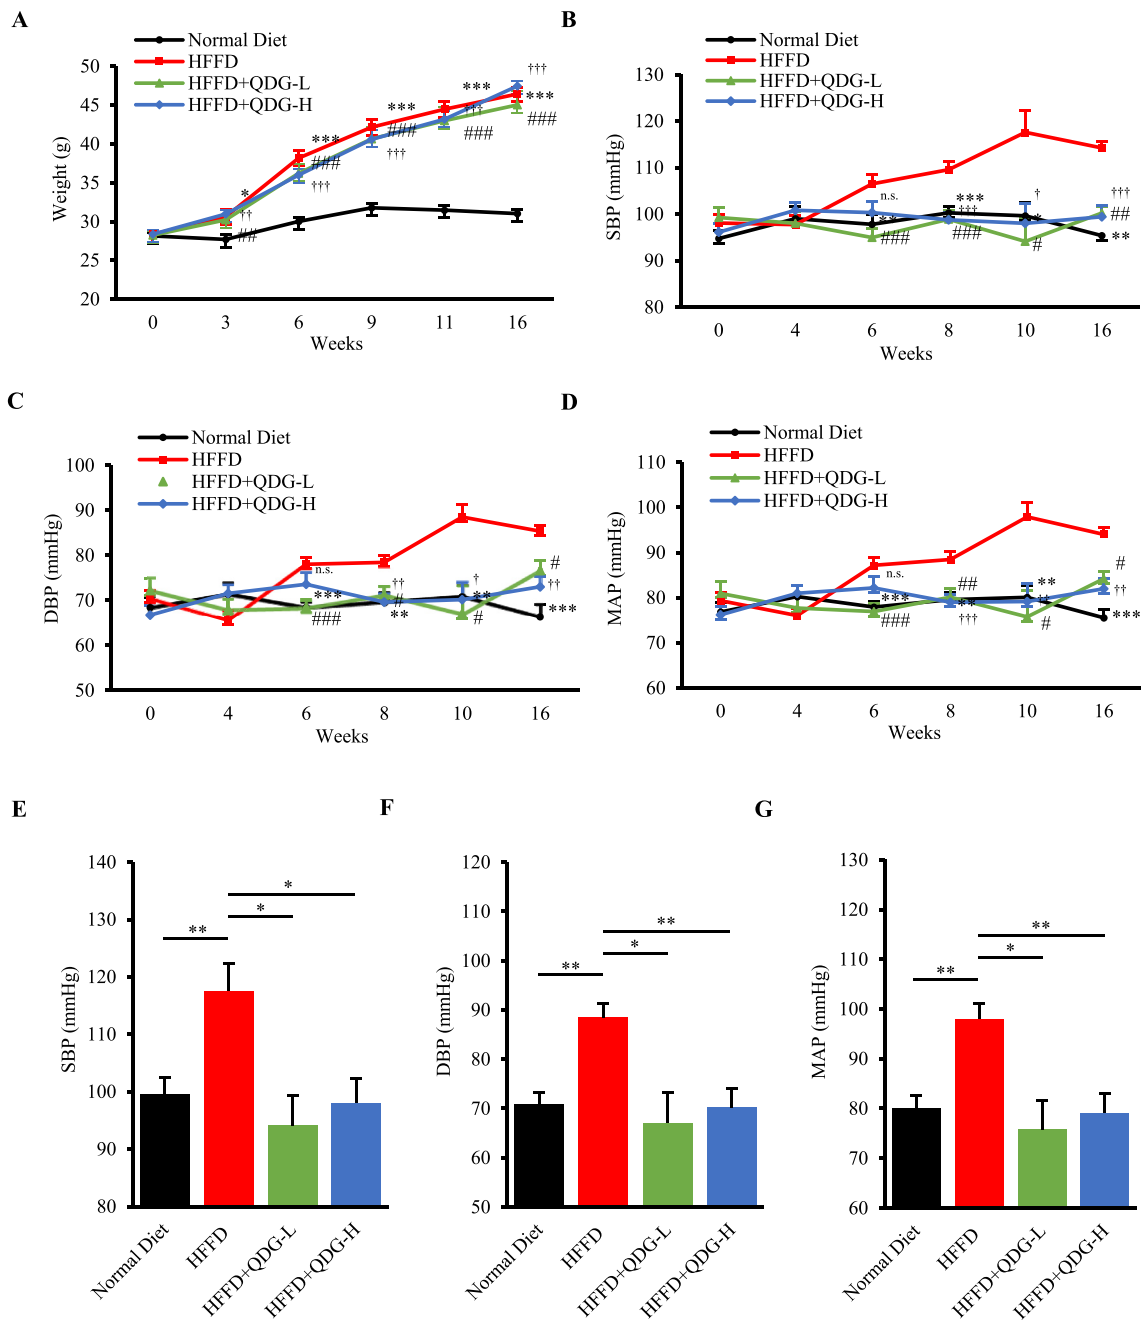 A
Normal Diet
HFFD
HFFD+QDG-L
HFFD+QDG-H
Weight (g)
50
45
40
35
30
25
20
0 3 6 9 11 16
Weeks
*
††
##
***
###
†††
***
###
†††
***
†††
###
†††
***
###
B
Normal Diet
HFFD
HFFD+QDG-L
HFFD+QDG-H
SBP (mmHg)
130
120
110
100
90
80
0 4 6 8 10 16
Weeks
n.s.
**
###
***
†††
###
†
*
#
†††
##
**
C
Normal Diet
HFFD
HFFD+QDG-L
HFFD+QDG-H
DBP (mmHg)
100
90
80
70
60
50
0 4 6 8 10 16
Weeks
n.s.
***
###
††
#
**
†
**
#
#
††
***
D
Normal Diet
HFFD
HFFD+QDG-L
HFFD+QDG-H
MAP (mmHg)
110
100
90
80
70
60
0 4 6 8 10 16
Weeks
n.s.
***
###
##
**
†††
**
††
#
#
††
***
E
SBP (mmHg)
140
130
120
110
100
90
80
**
*
*
Normal Diet
HFFD
HFFD+QDG-L
HFFD+QDG-H
F
DBP (mmHg)
120
110
100
90
80
70
60
50
**
*
**
Normal Diet
HFFD
HFFD+QDG-L
HFFD+QDG-H
G
MAP (mmHg)
130
120
110
100
90
80
70
60
**
*
**
Normal Diet
HFFD
HFFD+QDG-L
HFFD+QDG-H